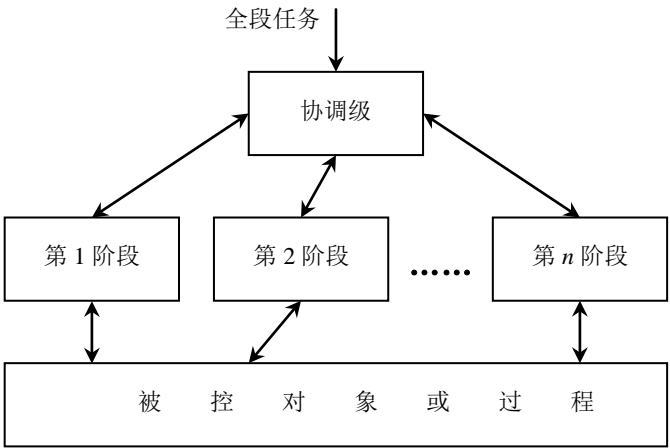 全段任务
协调级
第 1 阶段
第 2 阶段
……
第 n 阶段
被控对象或过程